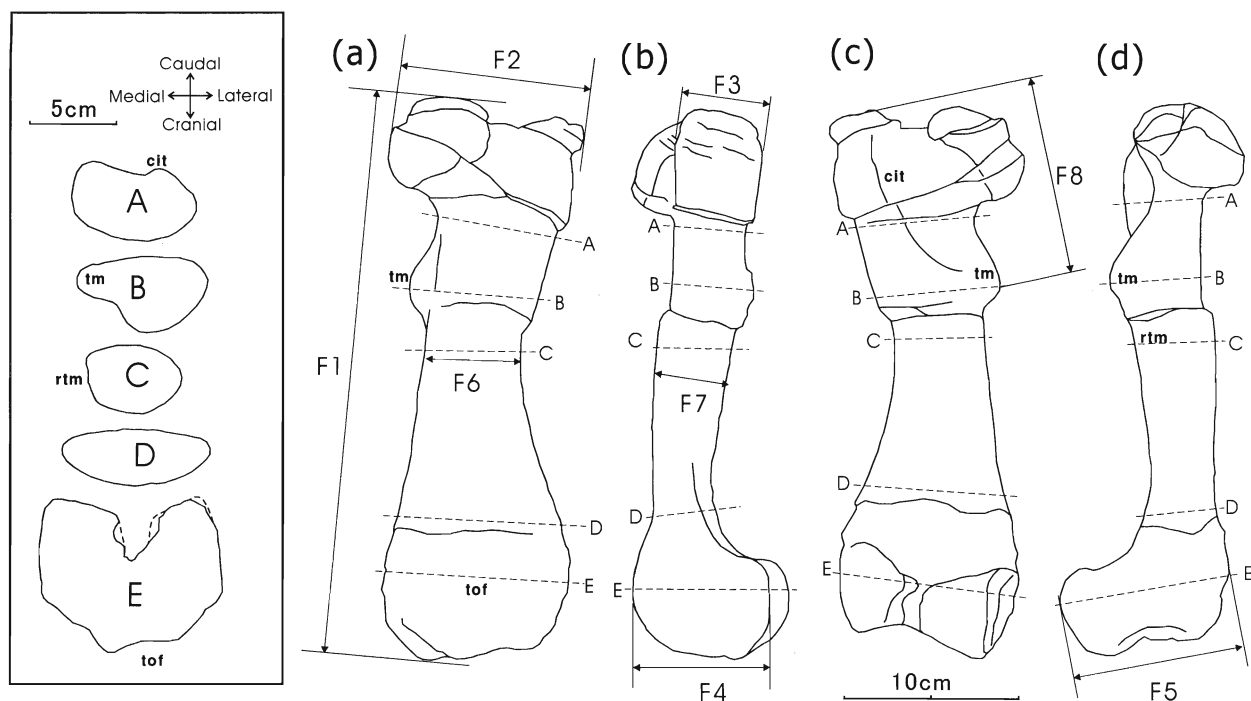 Caudal
Medial Lateral
Cranial
5cm
cit
A
tm
B
rtm
C
D
E
tof
(a)
F2
F1
A
tm
B
C
F6
D
E
tof
(b)
F3
A
B
C
F7
D
E
F4
(c)
cit
F8
A
tm
B
C
D
E
10cm
(d)
A
tm
B
rtm
C
D
E
F5